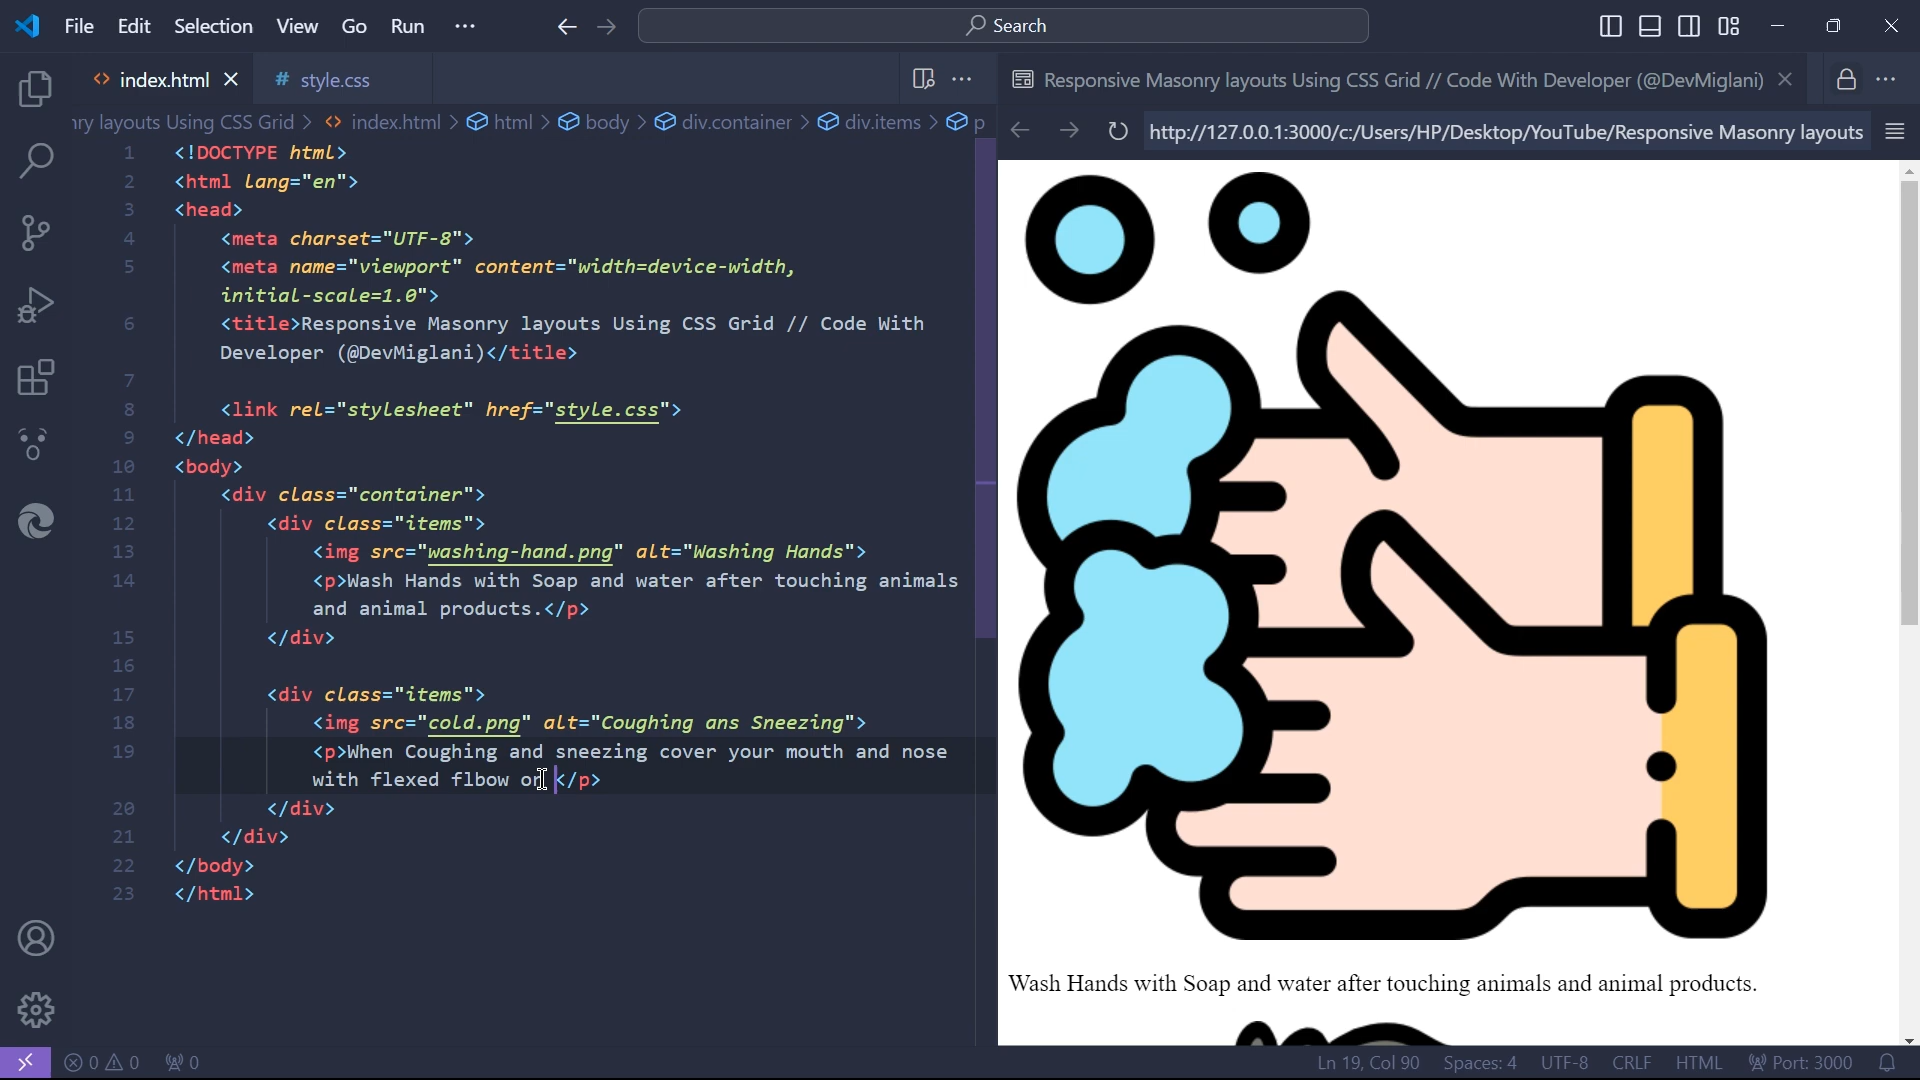 File Edit Selection View Go Run ···
Search
index.html
# style.css
Responsive Masonry layouts Using CSS Grid // Code With Developer (@DevMiglani)
ry layouts Using CSS Grid > index.html > html > body > div.container > div.items > p
http://127.0.0.1:3000/c:/Users/HP/Desktop/YouTube/Responsive Masonry layouts
1 <!DOCTYPE html>
2 <html lang="en">
3 <head>
4 <meta charset="UTF-8">
5 <meta name="viewport" content="width=device-width,
initial-scale=1.0">
6 <title>Responsive Masonry layouts Using CSS Grid // Code With
Developer (@DevMiglani)</title>
7
8 <link rel="stylesheet" href="style.css">
9 </head>
10 <body>
11 <div class="container">
12 <div class="items">
13 <img src="washing-hand.png" alt="Washing Hands">
14 <p>Wash Hands with Soap and water after touching animals
and animal products.</p>
15 </div>
16
17 <div class="items">
18 <img src="cold.png" alt="Coughing ans Sneezing">
19 <p>When Coughing and sneezing cover your mouth and nose
with flexed flbow or </p>
20 </div>
21 </div>
22 </body>
23 </html>
Wash Hands with Soap and water after touching animals and animal products.
0 0 0
Ln 19, Col 90 Spaces: 4 UTF-8 CRLF HTML Port: 3000